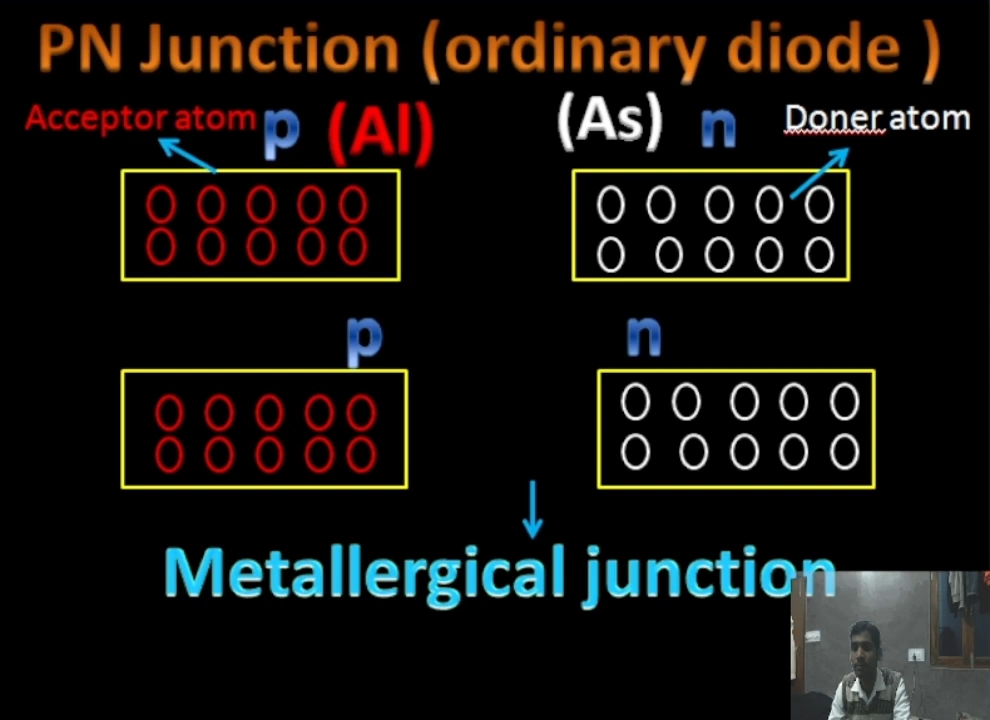 PN Junction (ordinary diode )
Acceptor atom p (Al) (As) n Doner atom
p n
Metallergical junction